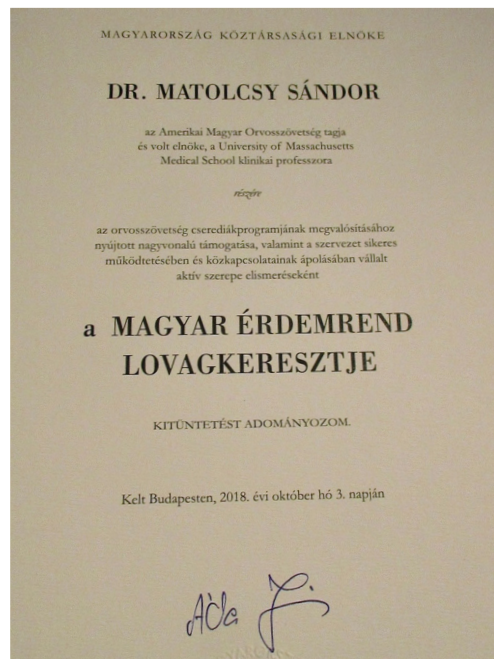 MAGYARORSZÁG KÖZTÁRSASÁGI ELNÖKE
DR. MATOLCSY SÁNDOR
az Amerikai Magyar Orvosszövetség tagja
és volt elnöke, a University of Massachusetts
Medical School klinikai professzora
részére
az orvosszövetség cserediákprogramjának megvalósításához
nyújtott nagyvonalú támogatása, valamint a szervezet sikeres
működtetésében és közkapcsolatainak ápolásában vállalt
aktív szerepe elismeréseként
a MAGYAR ÉRDEMREND
LOVAGKERESZTJE
KITÜNTETÉST ADOMÁNYOZOM.
Kelt Budapesten, 2018. évi október hó 3. napján